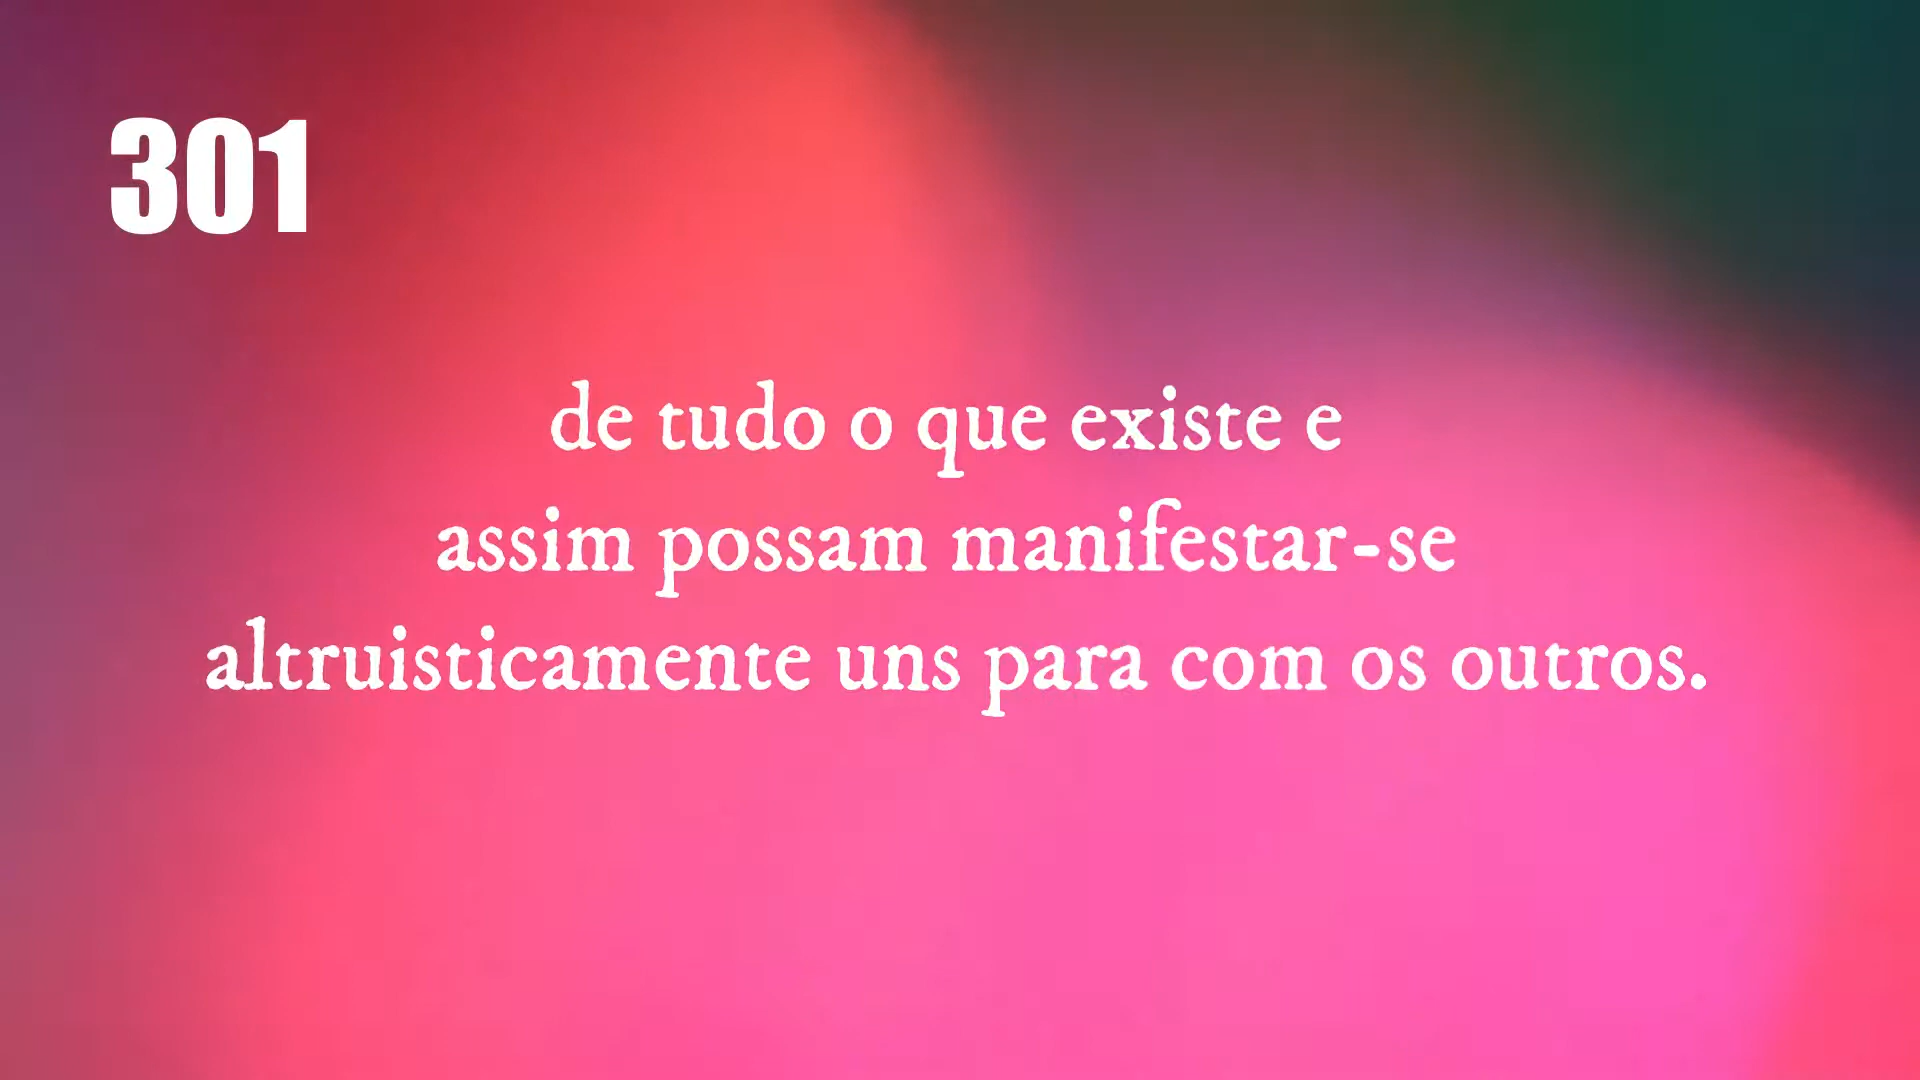 301
de tudo o que existe e
assim possam manifestar-se
altruisticamente uns para com os outros.